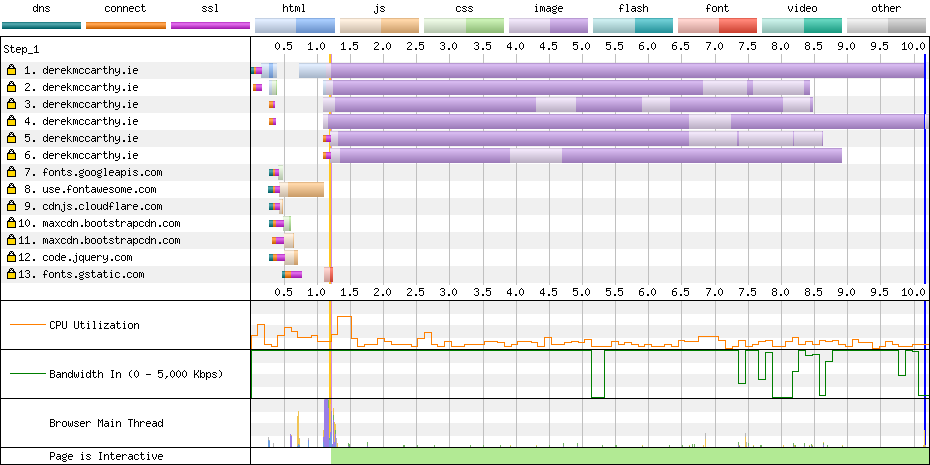 dns connect ssl html js css image flash font video other
Step_1 0.5 1.0 1.5 2.0 2.5 3.0 3.5 4.0 4.5 5.0 5.5 6.0 6.5 7.0 7.5 8.0 8.5 9.0 9.5 10.0
1. derekmccarthy.ie
2. derekmccarthy.ie
3. derekmccarthy.ie
4. derekmccarthy.ie
5. derekmccarthy.ie
6. derekmccarthy.ie
7. fonts.googleapis.com
8. use.fontawesome.com
9. cdnjs.cloudflare.com
10. maxcdn.bootstrapcdn.com
11. maxcdn.bootstrapcdn.com
12. code.jquery.com
13. fonts.gstatic.com
0.5 1.0 1.5 2.0 2.5 3.0 3.5 4.0 4.5 5.0 5.5 6.0 6.5 7.0 7.5 8.0 8.5 9.0 9.5 10.0
CPU Utilization
Bandwidth In (0 - 5,000 Kbps)
Browser Main Thread
Page is Interactive